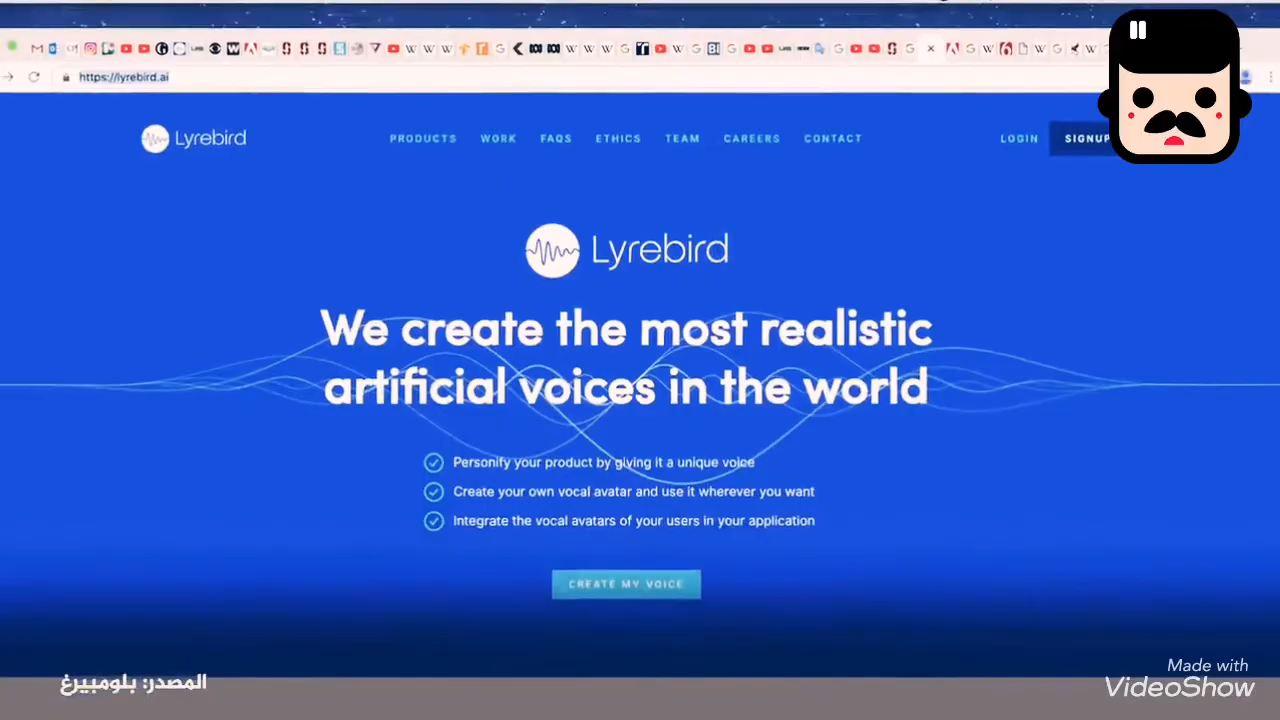 https://lyrebird.ai
Lyrebird
PRODUCTS WORK FAQS ETHICS TEAM CAREERS CONTACT
LOGIN SIGNUP
Lyrebird
We create the most realistic
artificial voices in the world
Personify your product by giving it a unique voice
Create your own vocal avatar and use it wherever you want
Integrate the vocal avatars of your users in your application
CREATE MY VOICE
المصدر: بلومبيرغ
Made with
VideoShow